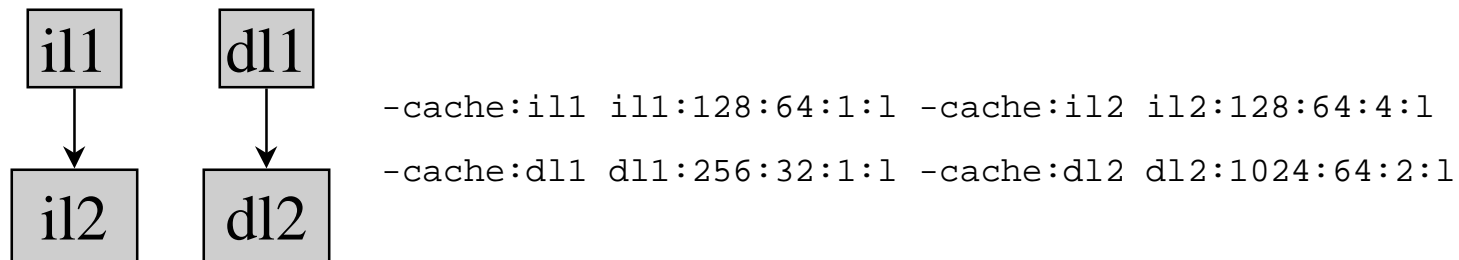 il1 dl1
-cache:il1 il1:128:64:1:l -cache:il2 il2:128:64:4:l
-cache:dl1 dl1:256:32:1:l -cache:dl2 dl2:1024:64:2:l
il2 dl2